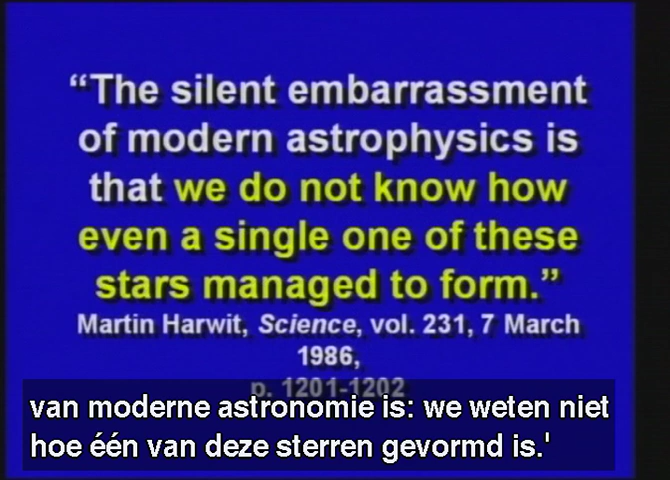 “The silent embarrassment
of modern astrophysics is
that we do not know how
even a single one of these
stars managed to form.”
Martin Harwit, Science, vol. 231, 7 March
1986,
p. 1201-1202
van moderne astronomie is: we weten niet
hoe één van deze sterren gevormd is.'